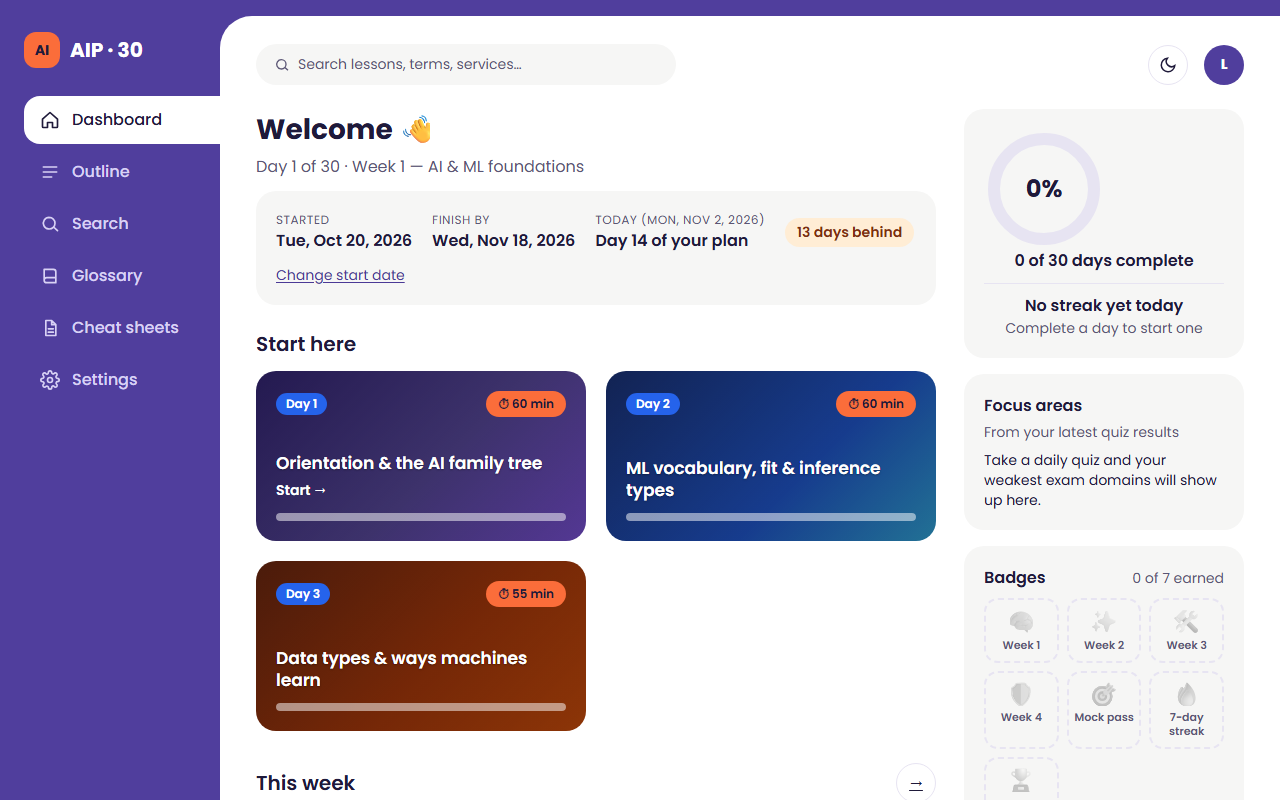 AI
AIP · 30
Dashboard
Outline
Search
Glossary
Cheat sheets
Settings
Search lessons, terms, services...
L
Welcome 👋
Day 1 of 30 · Week 1 — AI & ML foundations
STARTED
Tue, Oct 20, 2026
FINISH BY
Wed, Nov 18, 2026
TODAY (MON, NOV 2, 2026)
Day 14 of your plan
13 days behind
Change start date
Start here
Day 1
⏱ 60 min
Orientation & the AI family tree
Start →
Day 2
⏱ 60 min
ML vocabulary, fit & inference
types
Day 3
⏱ 55 min
Data types & ways machines
learn
This week
→
0%
0 of 30 days complete
No streak yet today
Complete a day to start one
Focus areas
From your latest quiz results
Take a daily quiz and your
weakest exam domains will show
up here.
Badges
0 of 7 earned
Week 1
Week 2
Week 3
Week 4
Mock pass
7-day
streak